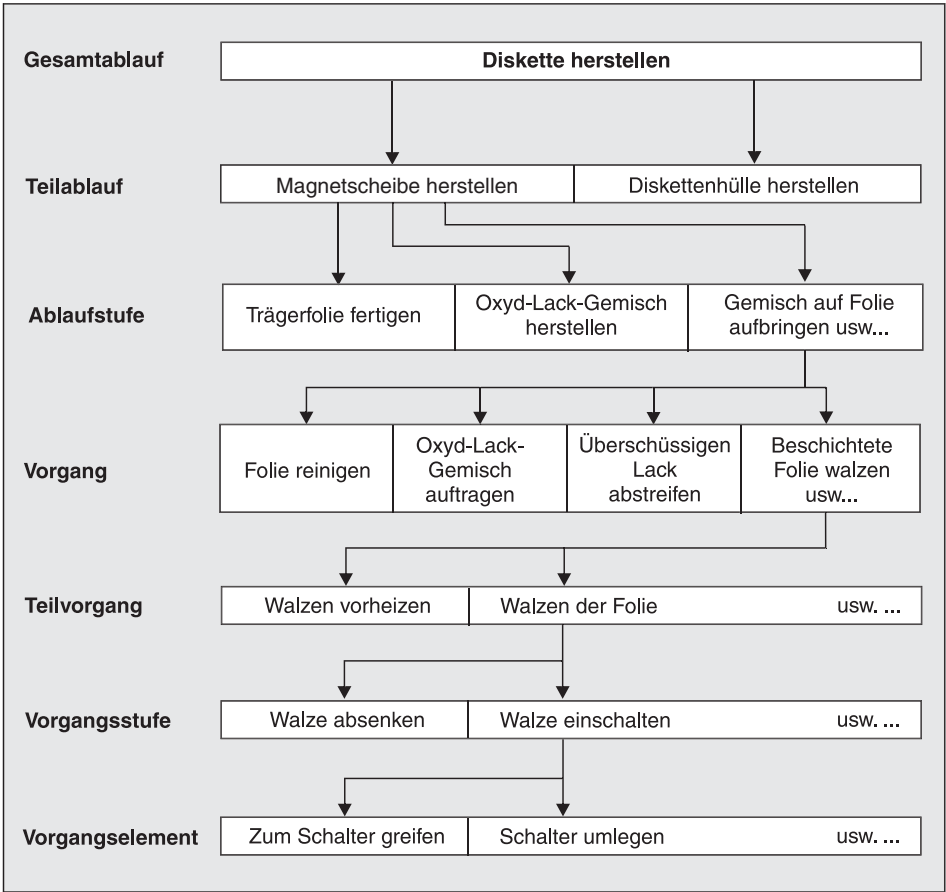 Gesamtablauf
Diskette herstellen
Teilablauf
Magnetscheibe herstellen
Diskettenhülle herstellen
Ablaufstufe
Trägerfolie fertigen
Oxyd-Lack-Gemisch
herstellen
Gemisch auf Folie
aufbringen usw...
Vorgang
Folie reinigen
Oxyd-Lack-
Gemisch
auftragen
Überschüssigen
Lack
abstreifen
Beschichtete
Folie walzen
usw...
Teilvorgang
Walzen vorheizen
Walzen der Folie
usw. ...
Vorgangsstufe
Walze absenken
Walze einschalten
usw. ...
Vorgangselement
Zum Schalter greifen
Schalter umlegen
usw. ...